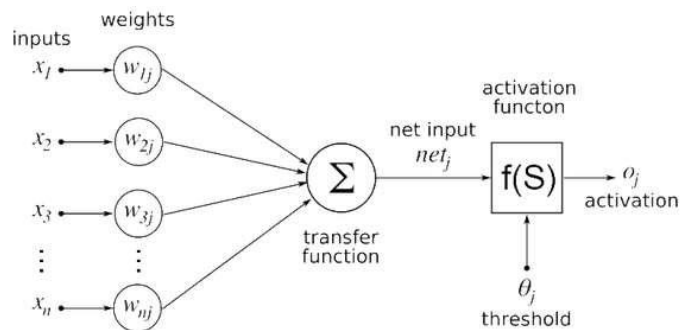 weights
inputs
x₁
w₁ⱼ
x₂
w₂ⱼ
x₃
w₃ⱼ
xₙ
wₙⱼ
Σ
transfer
function
net input
netⱼ
activation
functon
f(S)
oⱼ
activation
θⱼ
threshold